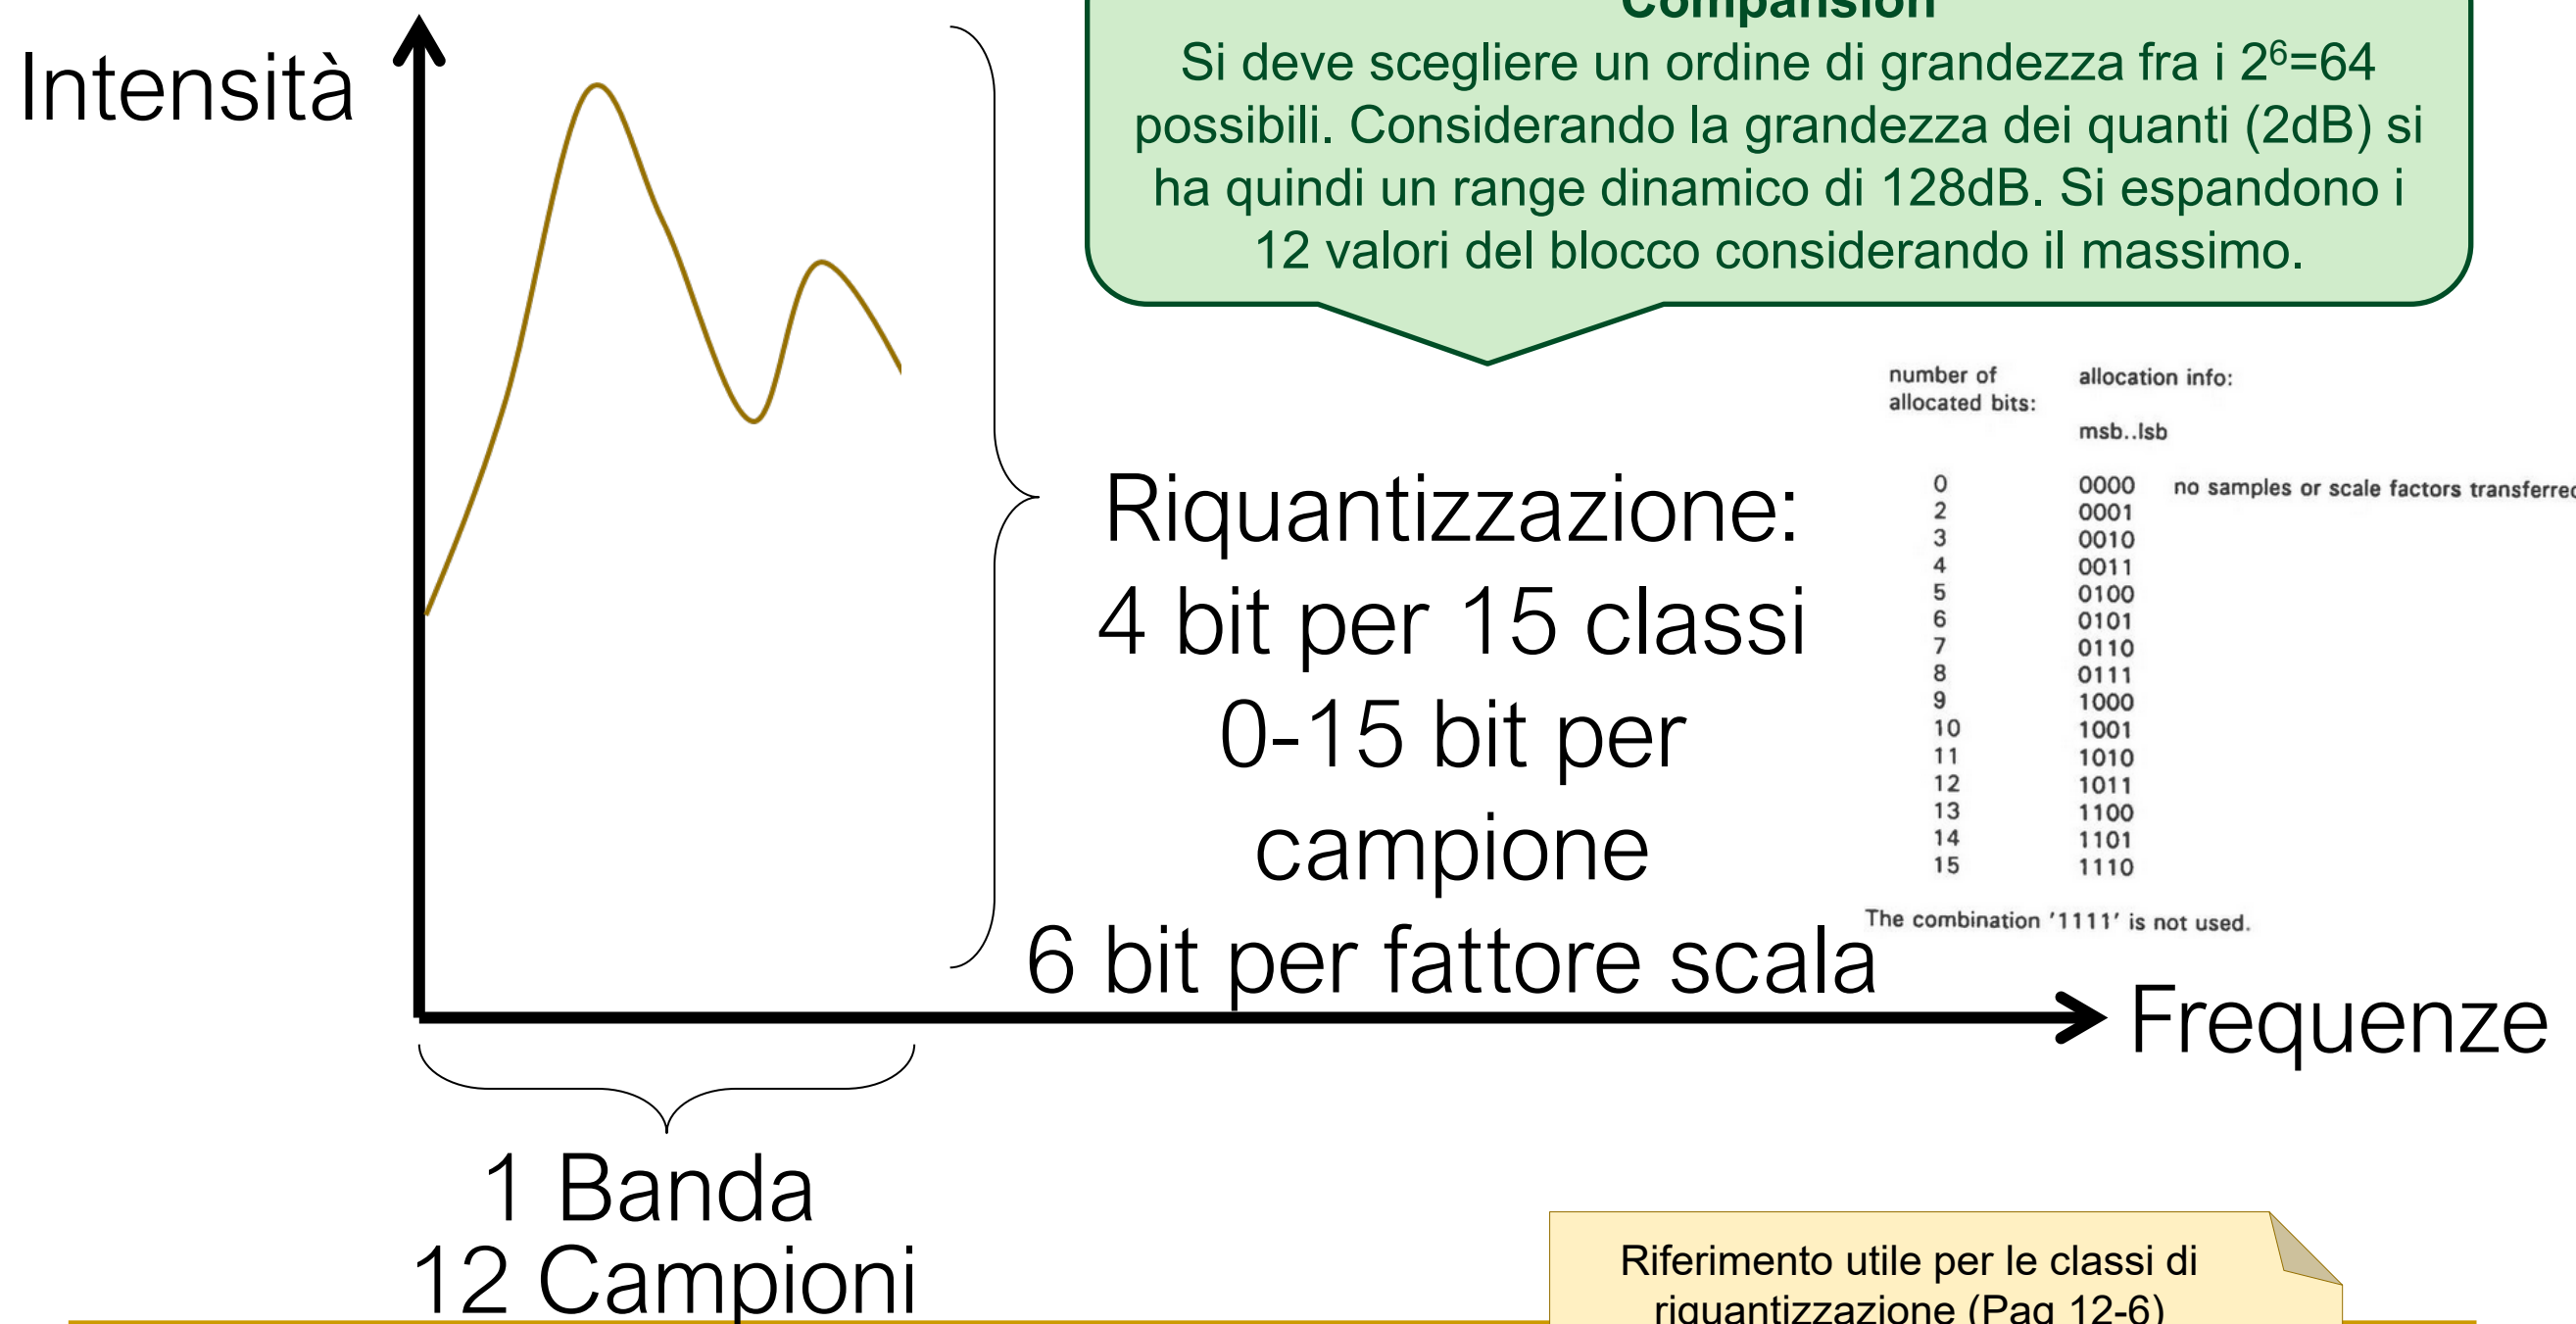 Intensità
Compansion
Si deve scegliere un ordine di grandezza fra i 2⁶=64
possibili. Considerando la grandezza dei quanti (2dB) si
ha quindi un range dinamico di 128dB. Si espandono i
12 valori del blocco considerando il massimo.
Riquantizzazione:
4 bit per 15 classi
0-15 bit per
campione
6 bit per fattore scala
number of allocation info:
allocated bits:
msb..lsb
0 0000 no samples or scale factors transferred
2 0001
3 0010
4 0011
5 0100
6 0101
7 0110
8 0111
9 1000
10 1001
11 1010
12 1011
13 1100
14 1101
15 1110
The combination '1111' is not used.
Frequenze
1 Banda
12 Campioni
Riferimento utile per le classi di
riquantizzazione (Pag 12-6)